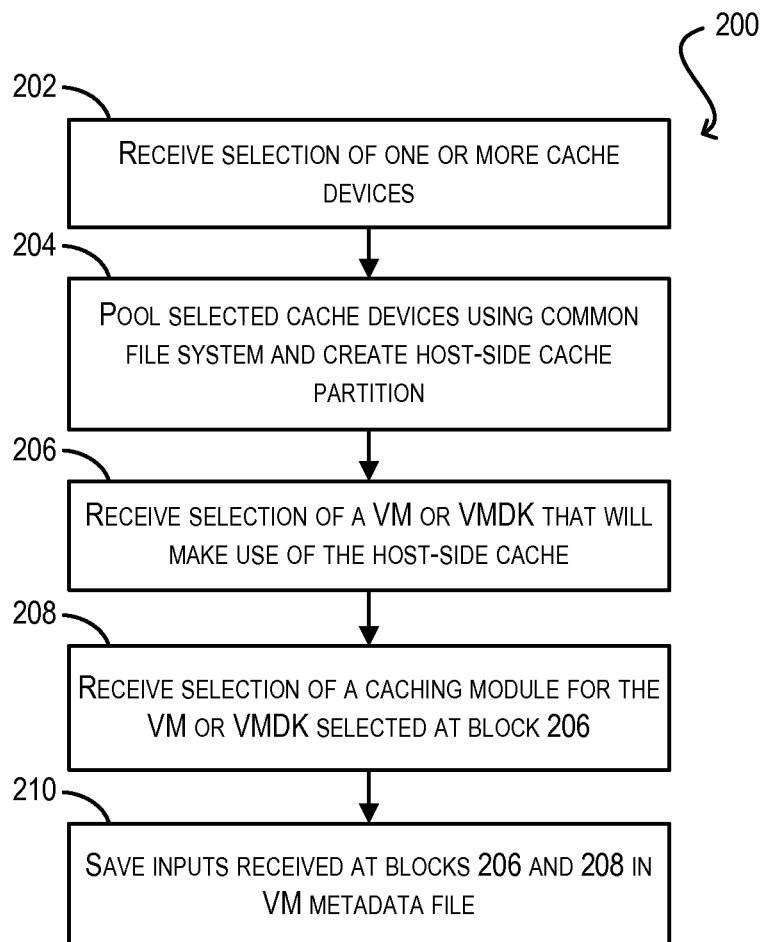 200
202
RECEIVE SELECTION OF ONE OR MORE CACHE
DEVICES
204
POOL SELECTED CACHE DEVICES USING COMMON
FILE SYSTEM AND CREATE HOST-SIDE CACHE
PARTITION
206
RECEIVE SELECTION OF A VM OR VMDK THAT WILL
MAKE USE OF THE HOST-SIDE CACHE
208
RECEIVE SELECTION OF A CACHING MODULE FOR THE
VM OR VMDK SELECTED AT BLOCK 206
210
SAVE INPUTS RECEIVED AT BLOCKS 206 AND 208 IN
VM METADATA FILE